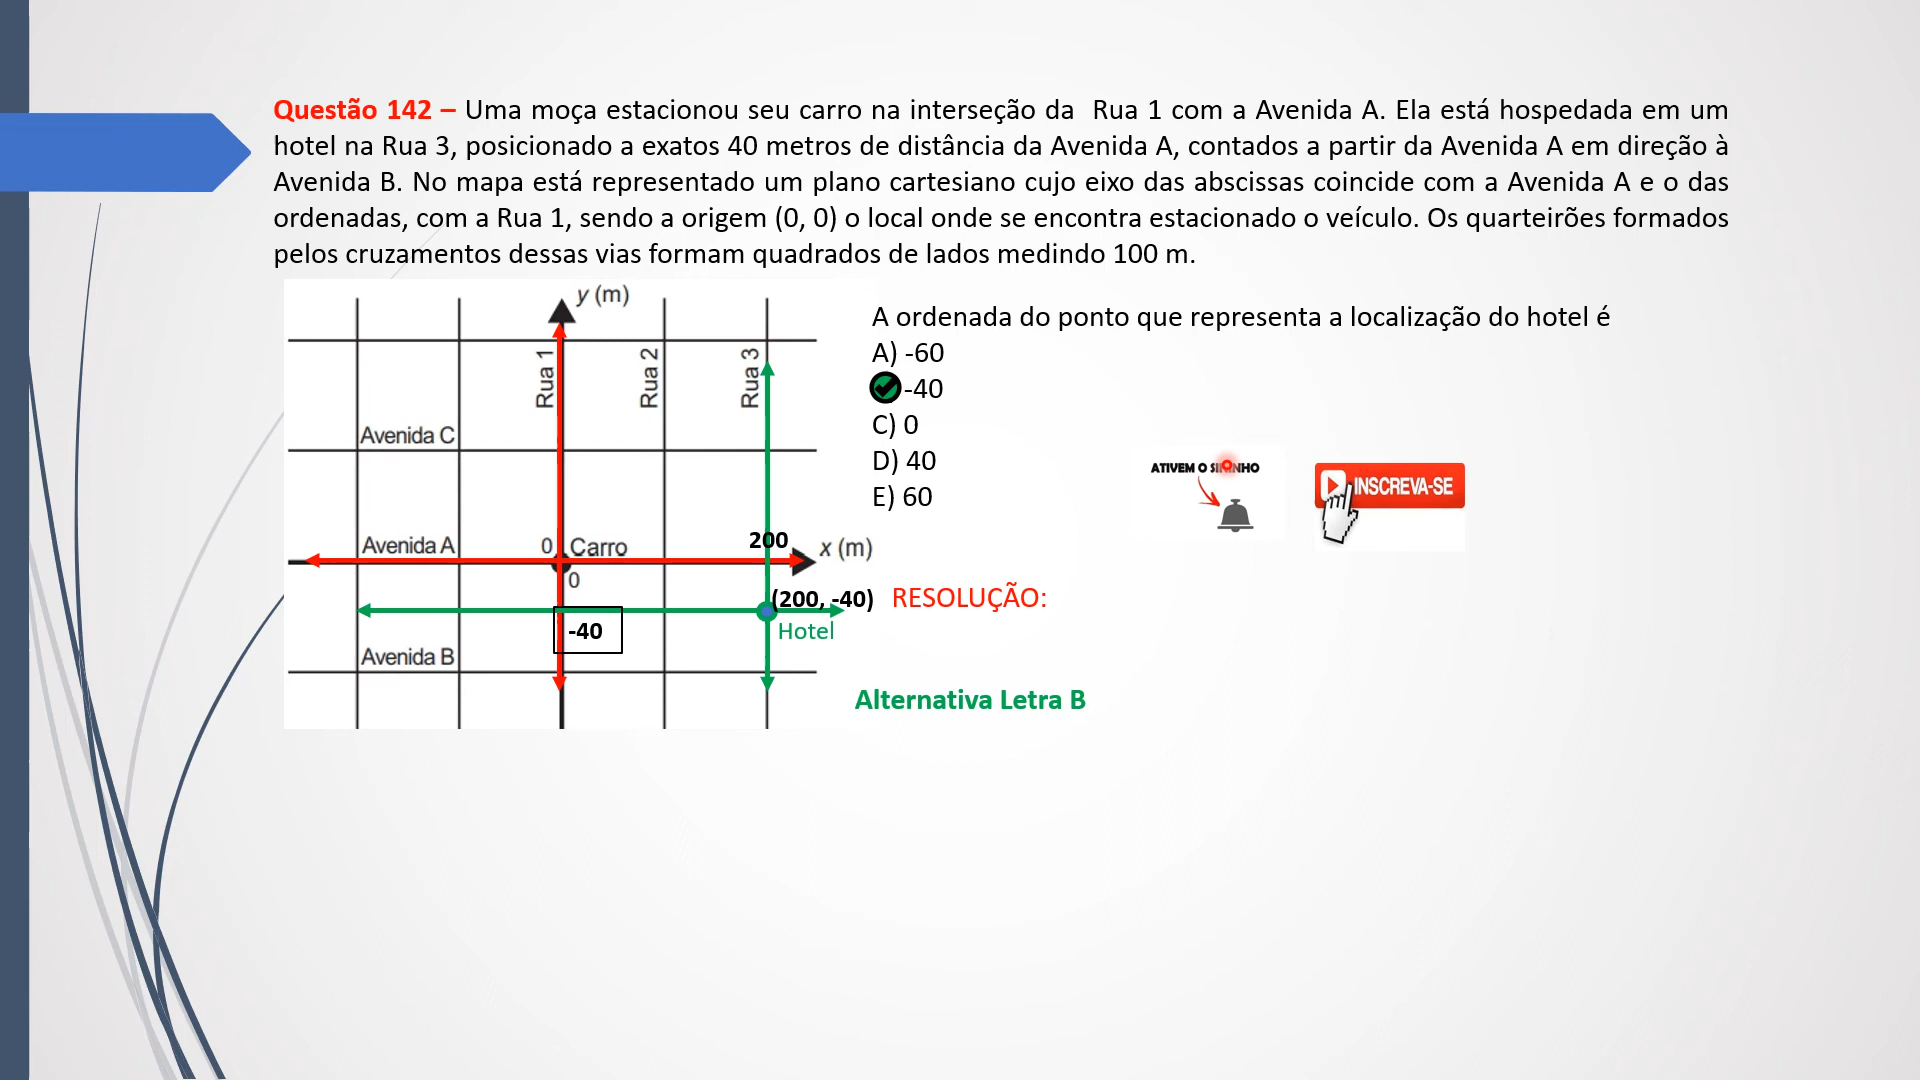 Questão 142 – Uma moça estacionou seu carro na interseção da Rua 1 com a Avenida A. Ela está hospedada em um
hotel na Rua 3, posicionado a exatos 40 metros de distância da Avenida A, contados a partir da Avenida A em direção à
Avenida B. No mapa está representado um plano cartesiano cujo eixo das abscissas coincide com a Avenida A e o das
ordenadas, com a Rua 1, sendo a origem (0, 0) o local onde se encontra estacionado o veículo. Os quarteirões formados
pelos cruzamentos dessas vias formam quadrados de lados medindo 100 m.
y (m)
Rua 1
Rua 2
Rua 3
Avenida C
Avenida A
0
Carro
200
x (m)
0
(200, -40)
-40
Hotel
Avenida B
A ordenada do ponto que representa a localização do hotel é
A) -60
-40
C) 0
D) 40
E) 60
ATIVEM O
INSCREVA-SE
RESOLUÇÃO:
Alternativa Letra B